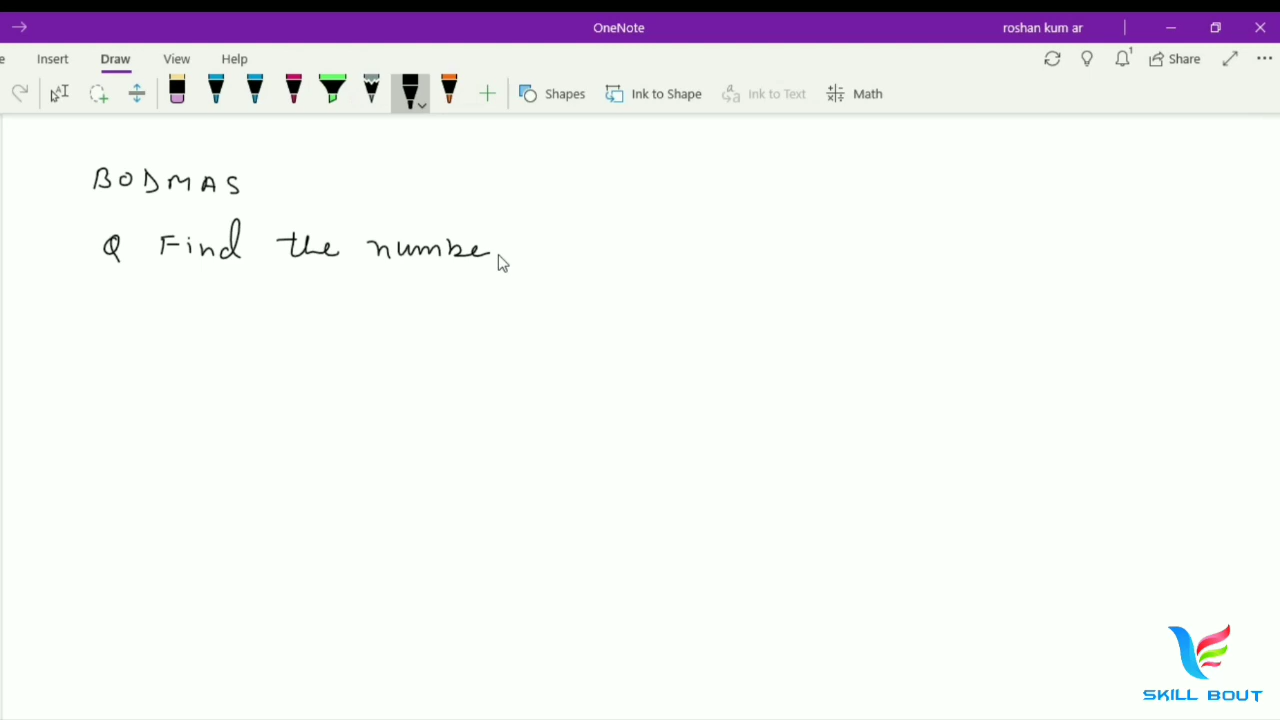 OneNote
roshan kum ar
Insert Draw View Help
1 Share
Shapes Ink to Shape Ink to Text Math
BODMAS
Q Find the numbe
SKILL BOUT